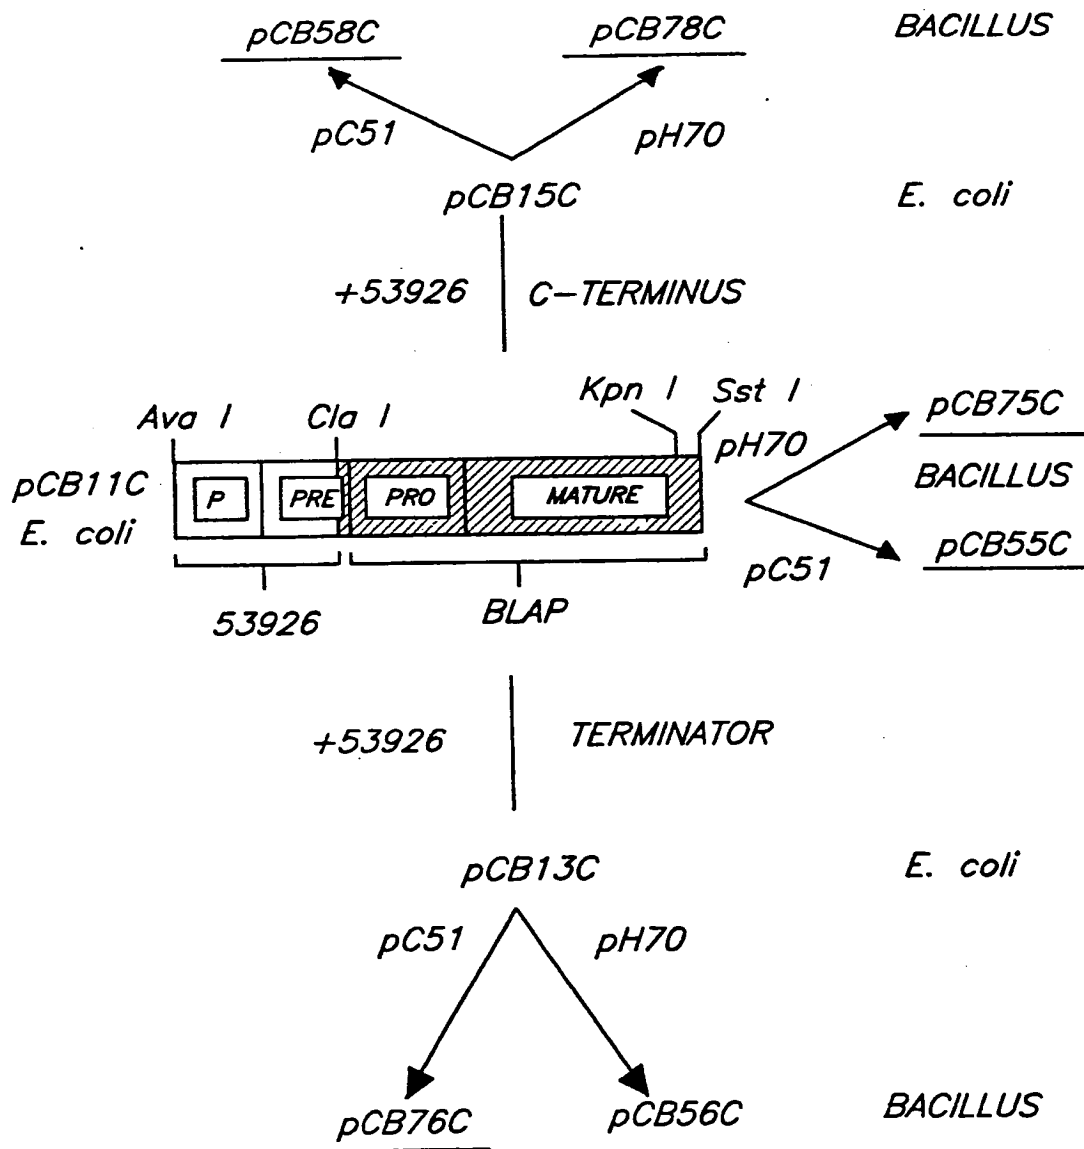 pCB58C
pCB78C
BACILLUS
pC51
pH70
pCB15C
E. coli
+53926
C-TERMINUS
Ava I
Cla I
Kpn I
Sst I
pH70
pCB75C
pCB11C
E. coli
P
PRE
PRO
MATURE
BACILLUS
pC51
pCB55C
53926
BLAP
+53926
TERMINATOR
pCB13C
E. coli
pC51
pH70
pCB76C
pCB56C
BACILLUS